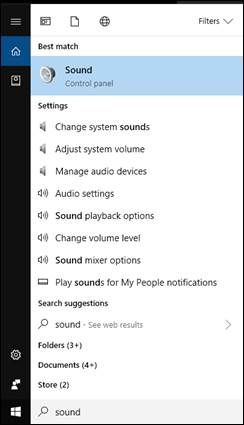 Filters
Best match
Sound
Control panel
Settings
Change system sounds
Adjust system volume
Manage audio devices
Audio settings
Sound playback options
Change volume level
Sound mixer options
Play sounds for My People notifications
Search suggestions
sound - See web results
Folders (3+)
Documents (4+)
Store (2)
sound